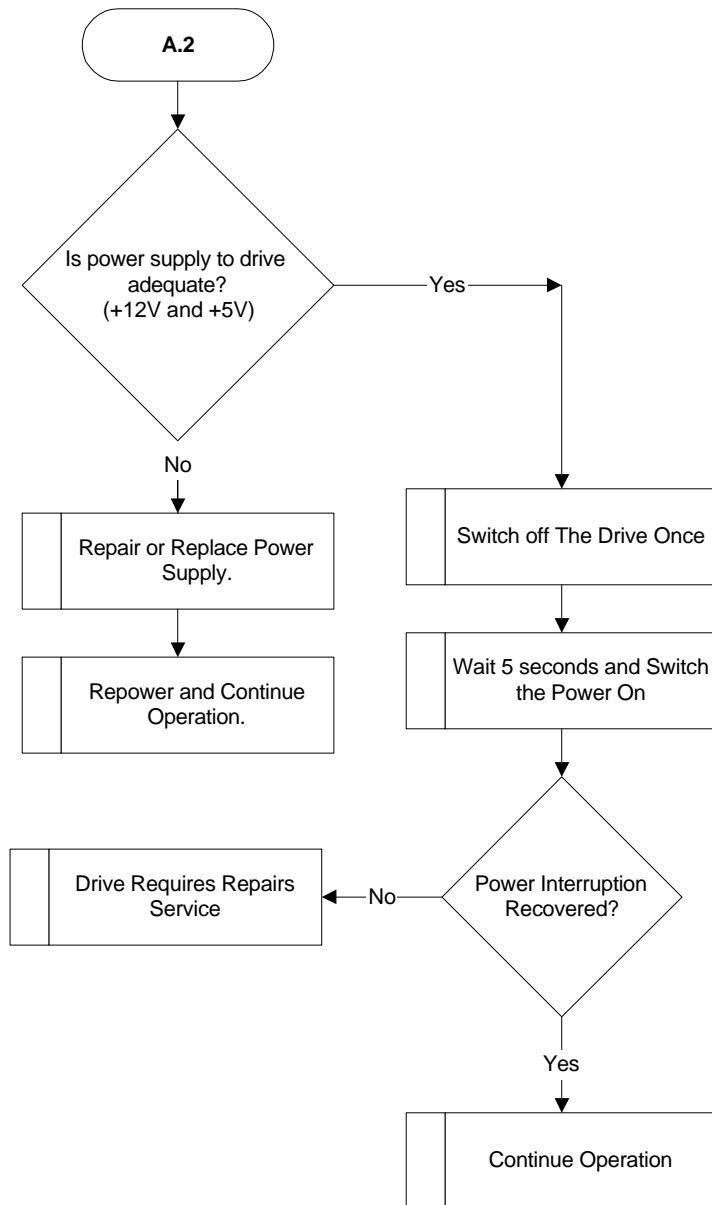 A.2
Is power supply to drive
adequate?
(+12V and +5V)
Yes
No
Repair or Replace Power
Supply.
Switch off The Drive Once
Repower and Continue
Operation.
Wait 5 seconds and Switch
the Power On
Drive Requires Repairs
Service
No
Power Interruption
Recovered?
Yes
Continue Operation